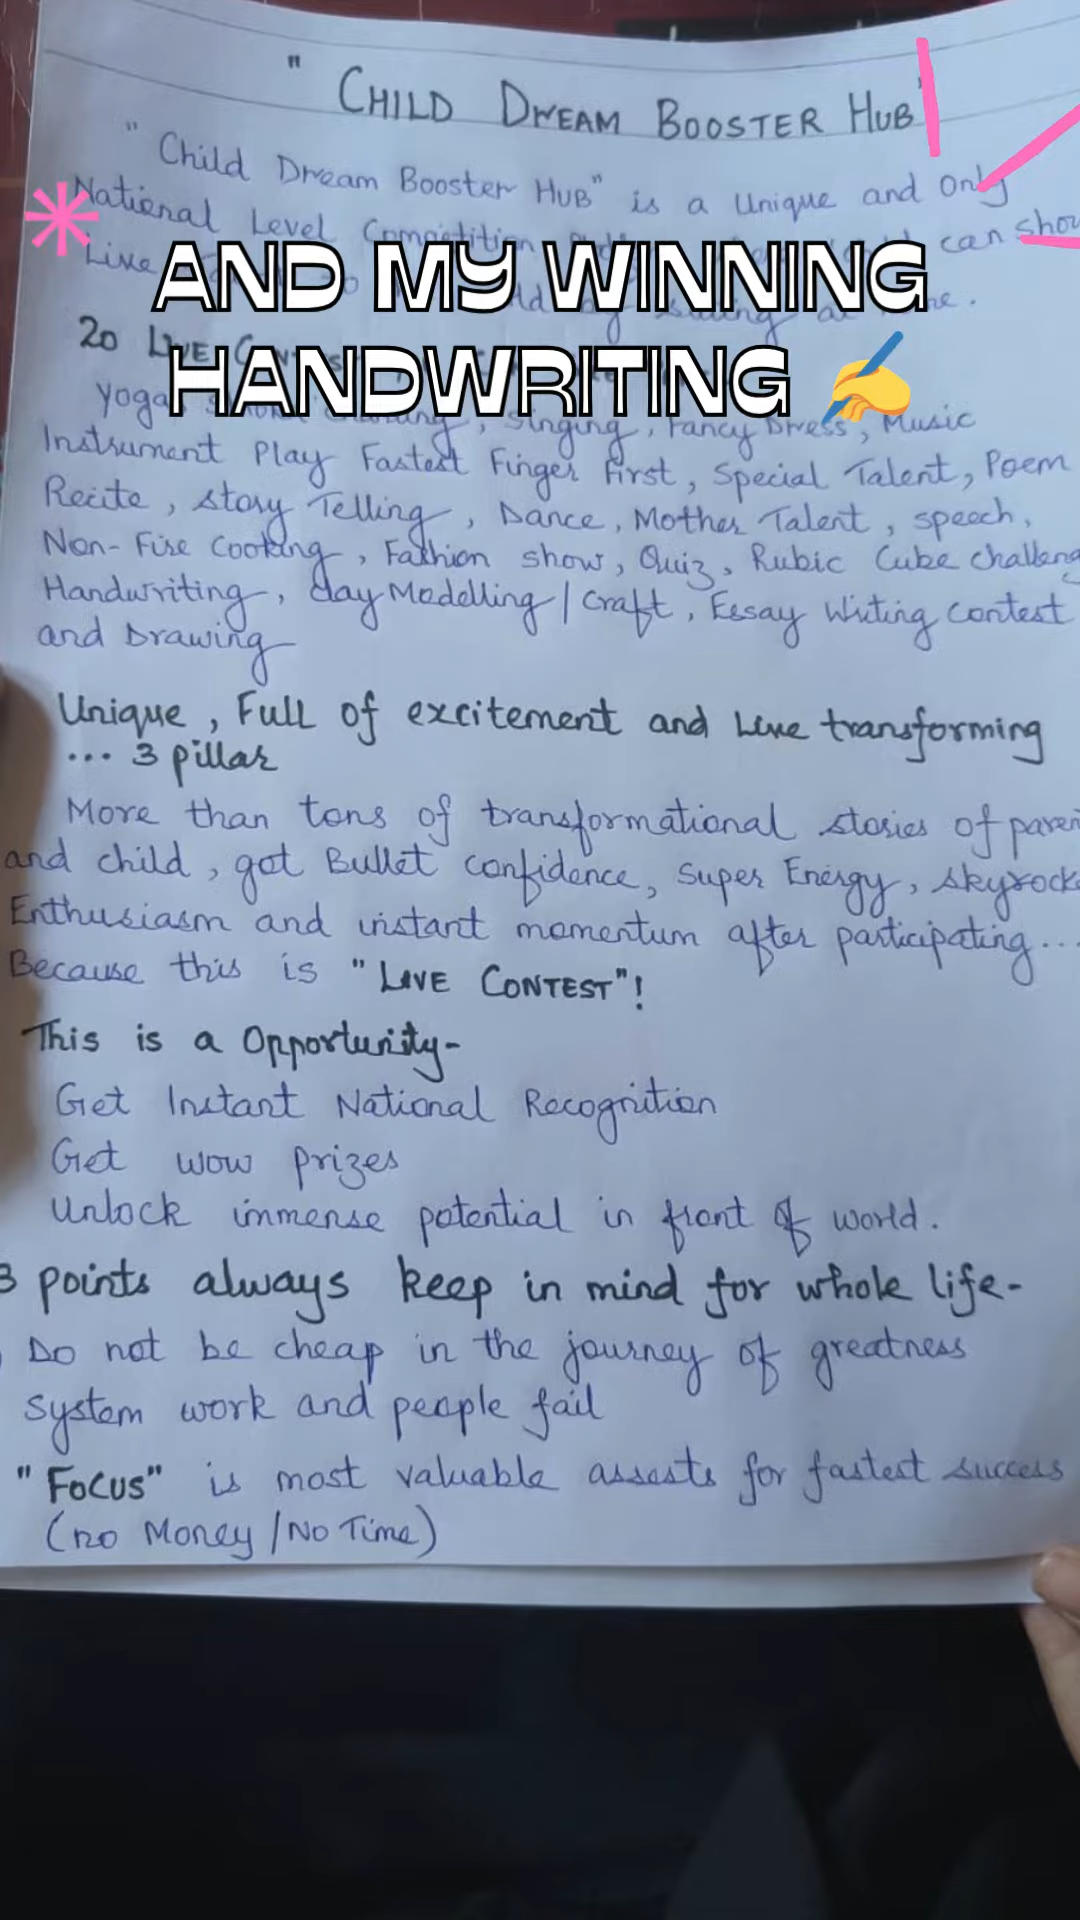 " CHILD DREAM BOOSTER HUB"
"Child Dream Booster HUB" is a Unique and Only
National Level Competition can show
AND MY WINNING
HANDWRITING ✍️
20 LIVE
Yoga, Singing, Fancy Dress, Music
Instrument Play Fastest Finger First, Special Talent, Poem
Recite, Story Telling, Dance, Mother Talent, speech,
Non-Fire Cooking, Fashion show, Quiz, Rubic Cube Challeng
Handwriting, Clay Modelling/Craft, Essay Writing Contest
and Drawing
Unique, Full of excitement and Live transforming
... 3 pillar
More than tons of transformational stories of paren
and child, got Bullet confidence, Super Energy, skyrock
Enthusiasm and instant momentum after participating...
Because this is "LIVE CONTEST"!
This is a Opportunity-
Get Instant National Recognition
Get wow prizes
Unlock immense potential in front of world.
3 points always keep in mind for whole life-
Do not be cheap in the journey of greatness
System work and people fail
"FOCUS" is most valuable assests for fastest success
(no Money/No Time)